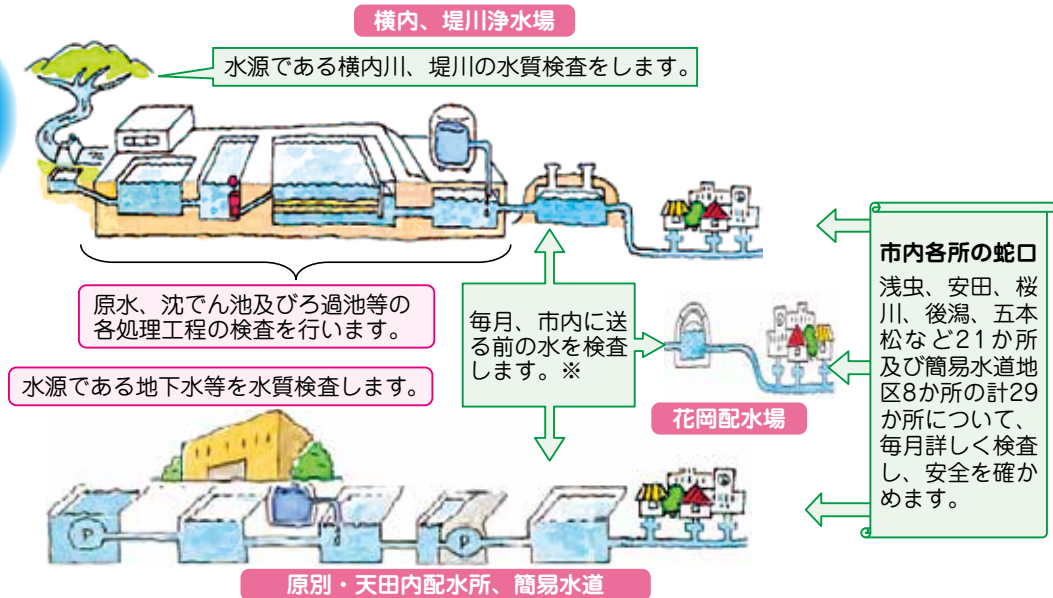 横内、堤川浄水場
水源である横内川、堤川の水質検査をします。
原水、沈でん池及びろ過池等の
各処理工程の検査を行います。
毎月、市内に送
る前の水を検査
します。※
市内各所の蛇口
浅虫、安田、桜
川、後潟、五本
松など21か所
及び簡易水道地
区8か所の計29
か所について、
毎月詳しく検査
し、安全を確か
めます。
花岡配水場
水源である地下水等を水質検査します。
P
P
原別・天田内配水所、簡易水道